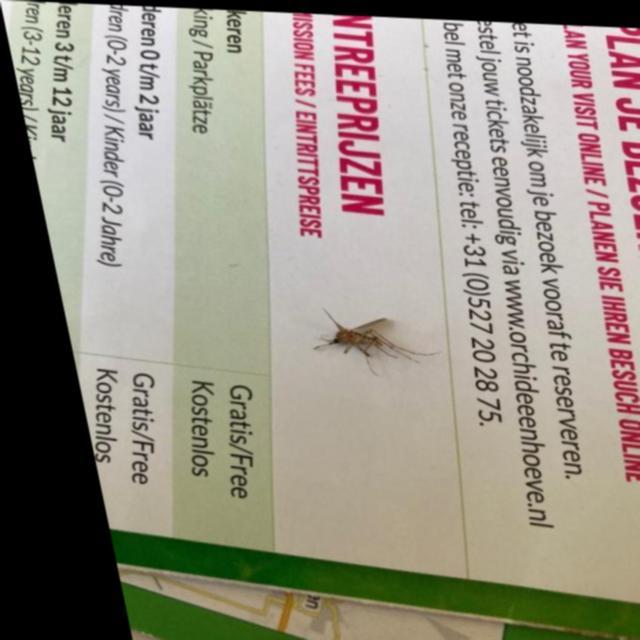 PLAN JE
PLAN YOUR VISIT ONLINE / PLANEN SIE IHREN BESUCH ONLINE
et is noodzakelijk om je bezoek vooraf te reserveren.
estel jouw tickets eenvoudig via www.orchideeenhoeve.nl
bel met onze receptie: tel: +31 (0)527 20 28 75.
NTREEPRIJZEN
MISSION FEES / EINTRITTSPREISE
keren Gratis/Free
king / Parkplätze Kostenlos
deren 0 t/m 2 jaar Gratis/Free
dren (0-2 years) / Kinder (0-2 Jahre) Kostenlos
deren 3 t/m 12 jaar
ren (3-12 years)